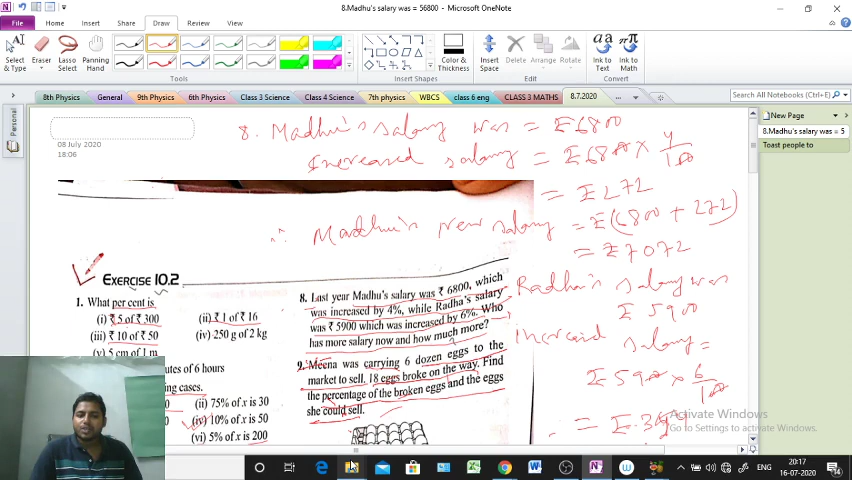 8.Madhu's salary was = 56800 - Microsoft OneNote
File Home Insert Draw Review View
Select & Type
Eraser
Lasso Select
Panning Hand
Color & Thickness
Insert Space
Delete
Arrange
Rotate
Ink to Text
Ink to Math
Tools
Insert Shapes
Edit
Convert
8th Physics General 9th Physics 6th Physics Class 3 Science Class 4 Science 7th physics WBCS class 6 eng CLASS 3 MATHS 8.7.2020 ...
Search All Notebooks (Ctrl+E)
Personal
New Page
8.Madhu's salary was = 5
Toast people to
08 July 2020
18:06
8. Madhu's salary was = ₹6800
Increased salary = ₹6800 × 4/100
= ₹272
∴ Madhu's new salary = ₹(6800 + 272)
= ₹7072
Radha's salary was
₹5900
Increased salary =
₹5900 × 6/100
EXERCISE 10.2
1. What per cent is
(i) ₹ 5 of ₹ 300 (ii) ₹ 1 of ₹ 16
(iii) ₹ 10 of ₹ 50 (iv) 250 g of 2 kg
(v) 5 cm of 1 m
utes of 6 hours
ing cases.
(ii) 75% of x is 30
(iv) 10% of x is 50
(vi) 5% of x is 200
8. Last year Madhu's salary was ₹ 6800, which
was increased by 4%, while Radha's salary
was ₹ 5900 which was increased by 6%. Who
has more salary now and how much more?
9. Meena was carrying 6 dozen eggs to the
market to sell. 18 eggs broke on the way. Find
the percentage of the broken eggs and the eggs
she could sell.
Activate Windows
Go to Settings to activate Windows.
ENG
20:17
16-07-2020